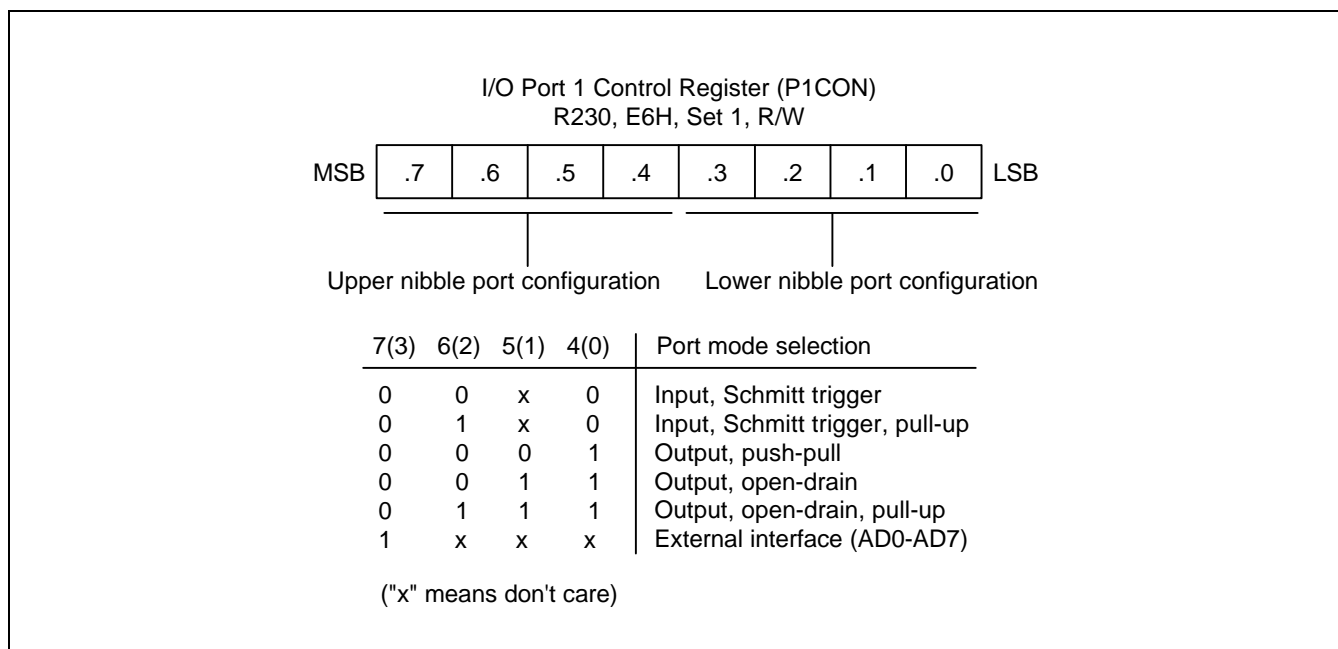 I/O Port 1 Control Register (P1CON)
R230, E6H, Set 1, R/W
MSB .7 .6 .5 .4 .3 .2 .1 .0 LSB
Upper nibble port configuration Lower nibble port configuration
7(3) 6(2) 5(1) 4(0) Port mode selection
0 0 x 0 Input, Schmitt trigger
0 1 x 0 Input, Schmitt trigger, pull-up
0 0 0 1 Output, push-pull
0 0 1 1 Output, open-drain
0 1 1 1 Output, open-drain, pull-up
1 x x x External interface (AD0-AD7)
("x" means don't care)